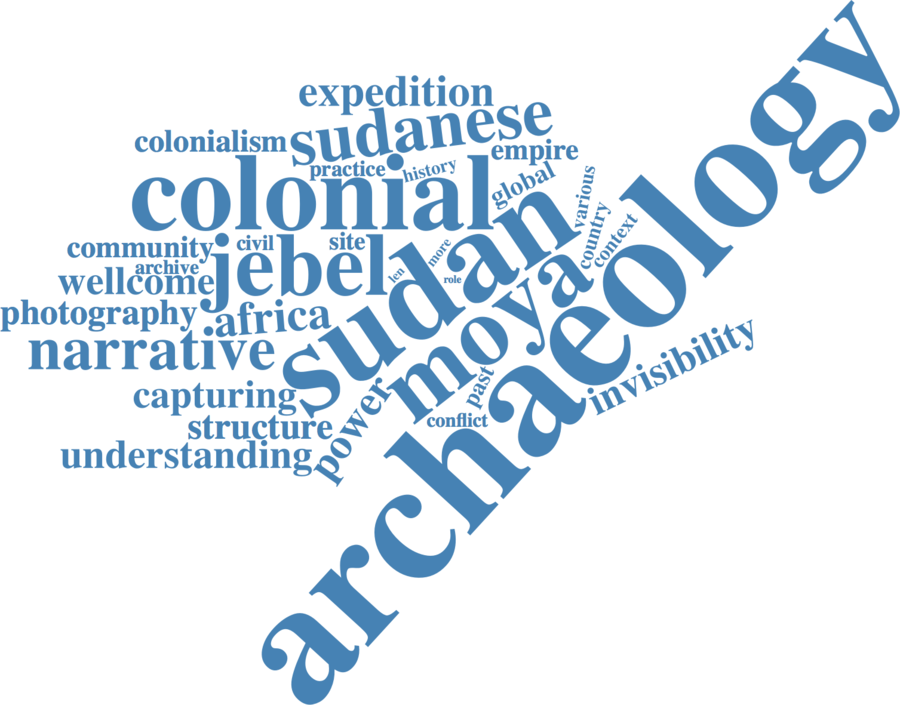 expedition
sudanese
colonialism
empire
practice
history
colonial
global
various
sudan
country
context
community
civil
site
more
archive
jebel
len
role
wellcome
moya
archaeology
photography
africa
narrative
invisibility
capturing
power
past
conflict
structure
understanding